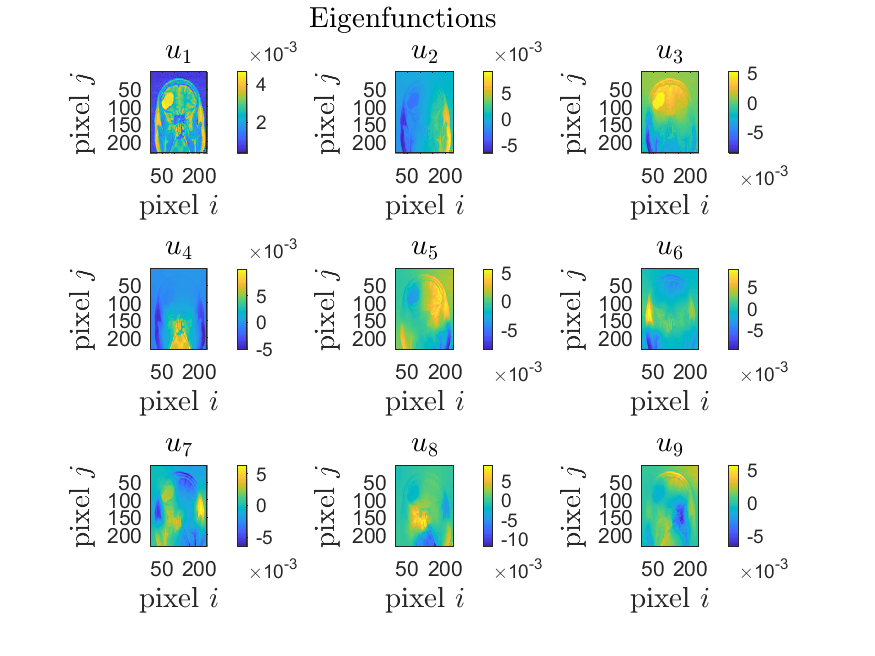 Eigenfunctions
u₁ ×10⁻³ u₂ ×10⁻³ u₃
pixel j 50 100 150 200 4 2 pixel j 50 100 150 200 5 0 -5 pixel j 50 100 150 200 5 0 -5
50 200 50 200 50 200 ×10⁻³
pixel i pixel i pixel i
u₄ ×10⁻³ u₅ u₆
pixel j 50 100 150 200 5 0 -5 pixel j 50 100 150 200 5 0 -5 pixel j 50 100 150 200 5 0 -5
50 200 50 200 ×10⁻³ 50 200 ×10⁻³
pixel i pixel i pixel i
u₇ u₈ u₉
pixel j 50 100 150 200 5 0 -5 pixel j 50 100 150 200 5 0 -5 -10 pixel j 50 100 150 200 5 0 -5
50 200 ×10⁻³ 50 200 ×10⁻³ 50 200 ×10⁻³
pixel i pixel i pixel i